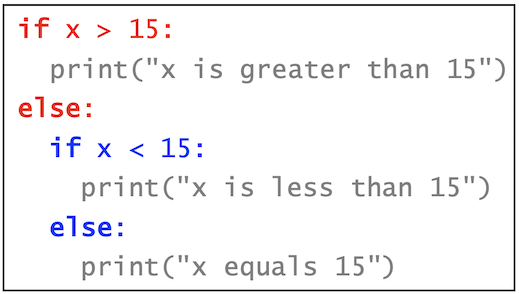 if x > 15:
  print("x is greater than 15")
else:
  if x < 15:
    print("x is less than 15")
  else:
    print("x equals 15")